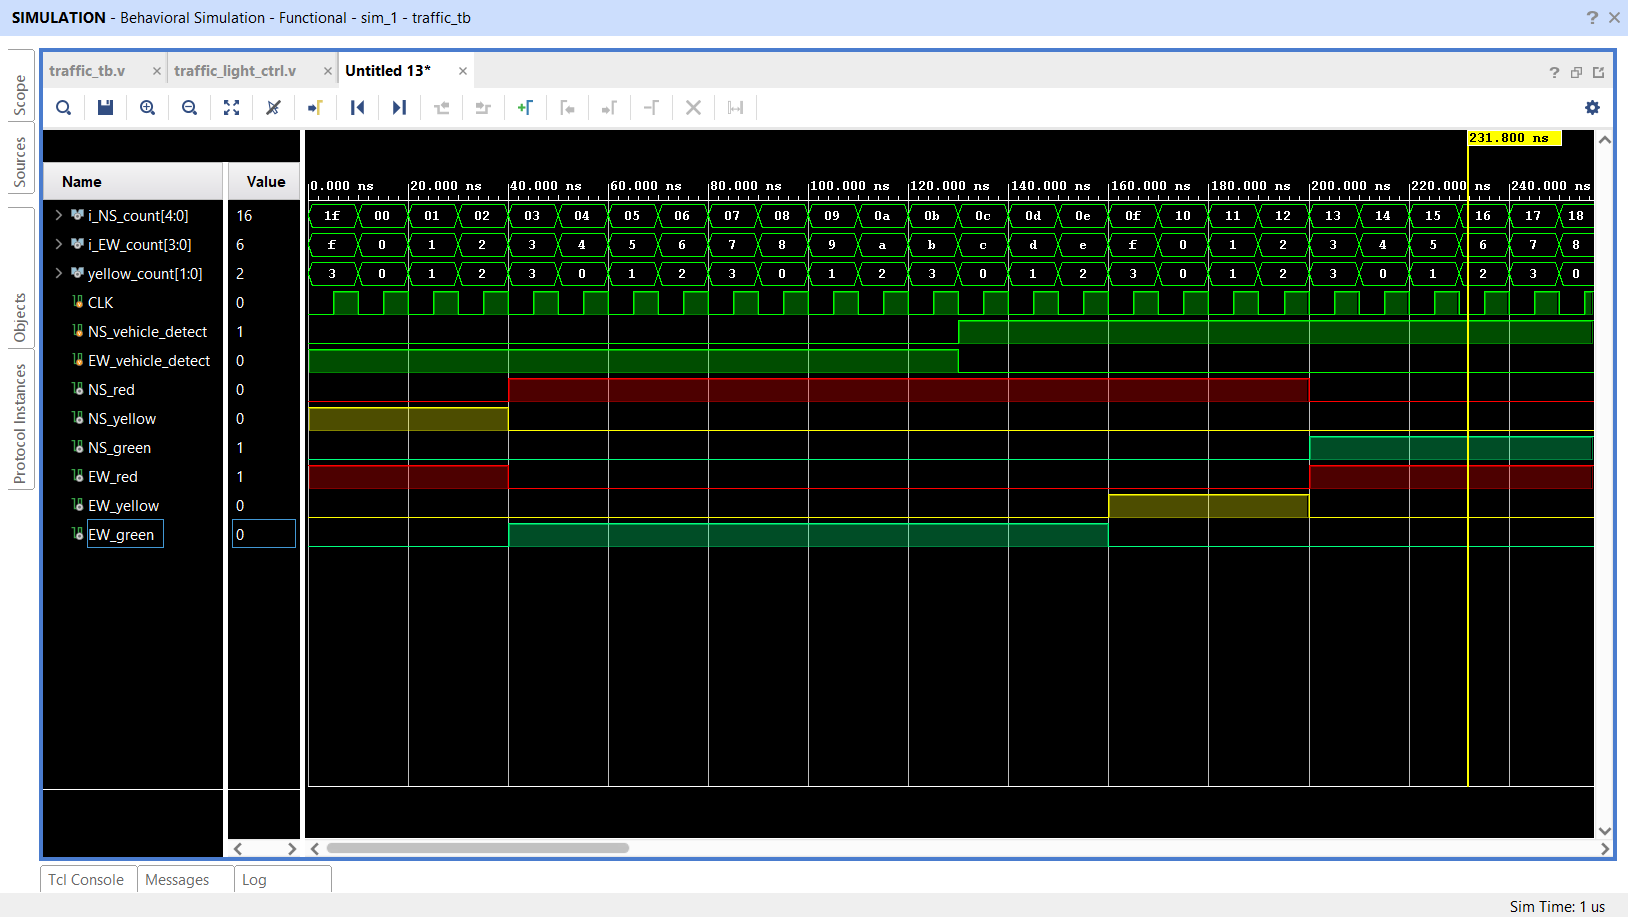 SIMULATION - Behavioral Simulation - Functional - sim_1 - traffic_tb
? ×
Scope
Sources
Objects
Protocol Instances
traffic_tb.v × traffic_light_ctrl.v × Untitled 13* ×
?
231.800 ns
Name Value
0.000 ns 20.000 ns 40.000 ns 60.000 ns 80.000 ns 100.000 ns 120.000 ns 140.000 ns 160.000 ns 180.000 ns 200.000 ns 220.000 ns 240.000 ns
i_NS_count[4:0] 16 1f 00 01 02 03 04 05 06 07 08 09 0a 0b 0c 0d 0e 0f 10 11 12 13 14 15 16 17 18
i_EW_count[3:0] 6 f 0 1 2 3 4 5 6 7 8 9 a b c d e f 0 1 2 3 4 5 6 7 8
yellow_count[1:0] 2 3 0 1 2 3 0 1 2 3 0 1 2 3 0 1 2 3 0 1 2 3 0 1 2 3 0
CLK 0
NS_vehicle_detect 1
EW_vehicle_detect 0
NS_red 0
NS_yellow 0
NS_green 1
EW_red 1
EW_yellow 0
EW_green 0
Tcl Console Messages Log
Sim Time: 1 us